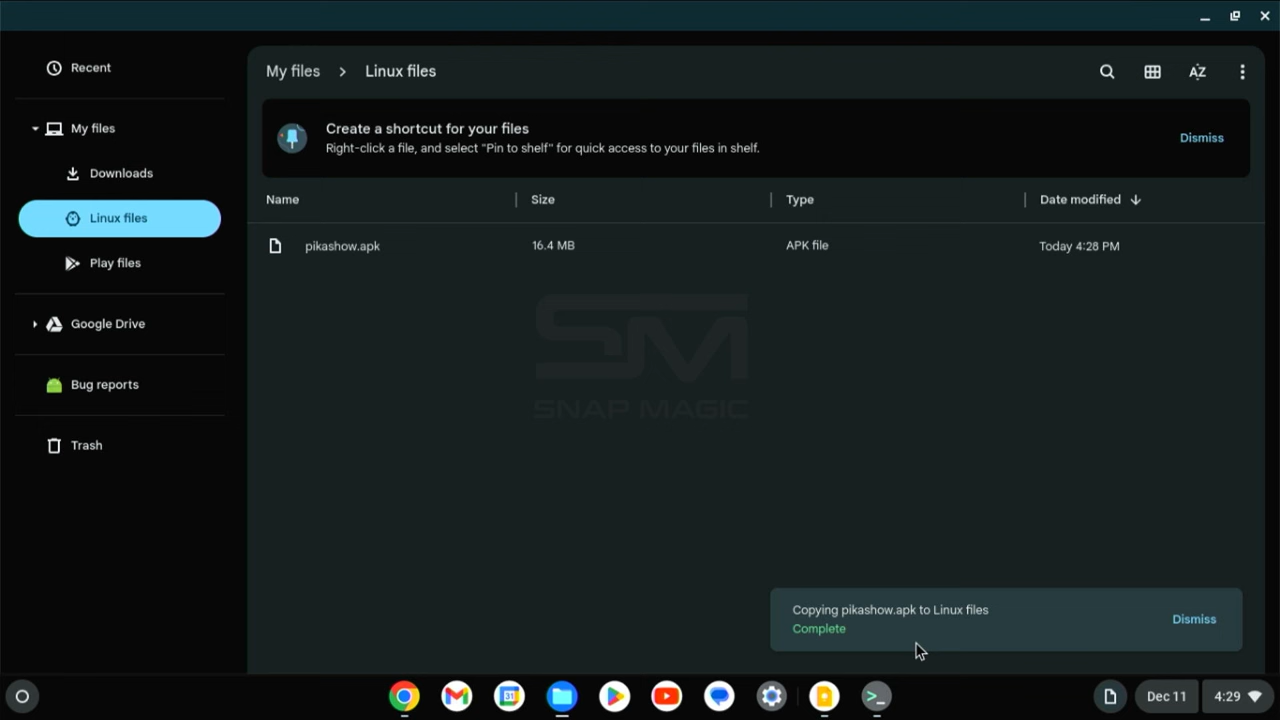 Recent
My files
Downloads
Linux files
Play files
Google Drive
Bug reports
Trash
My files > Linux files
AZ
Create a shortcut for your files
Right-click a file, and select "Pin to shelf" for quick access to your files in shelf.
Dismiss
Name Size Type Date modified
pikashow.apk 16.4 MB APK file Today 4:28 PM
SM
SNAP MAGIC
Copying pikashow.apk to Linux files
Complete
Dismiss
31
Dec 11 4:29